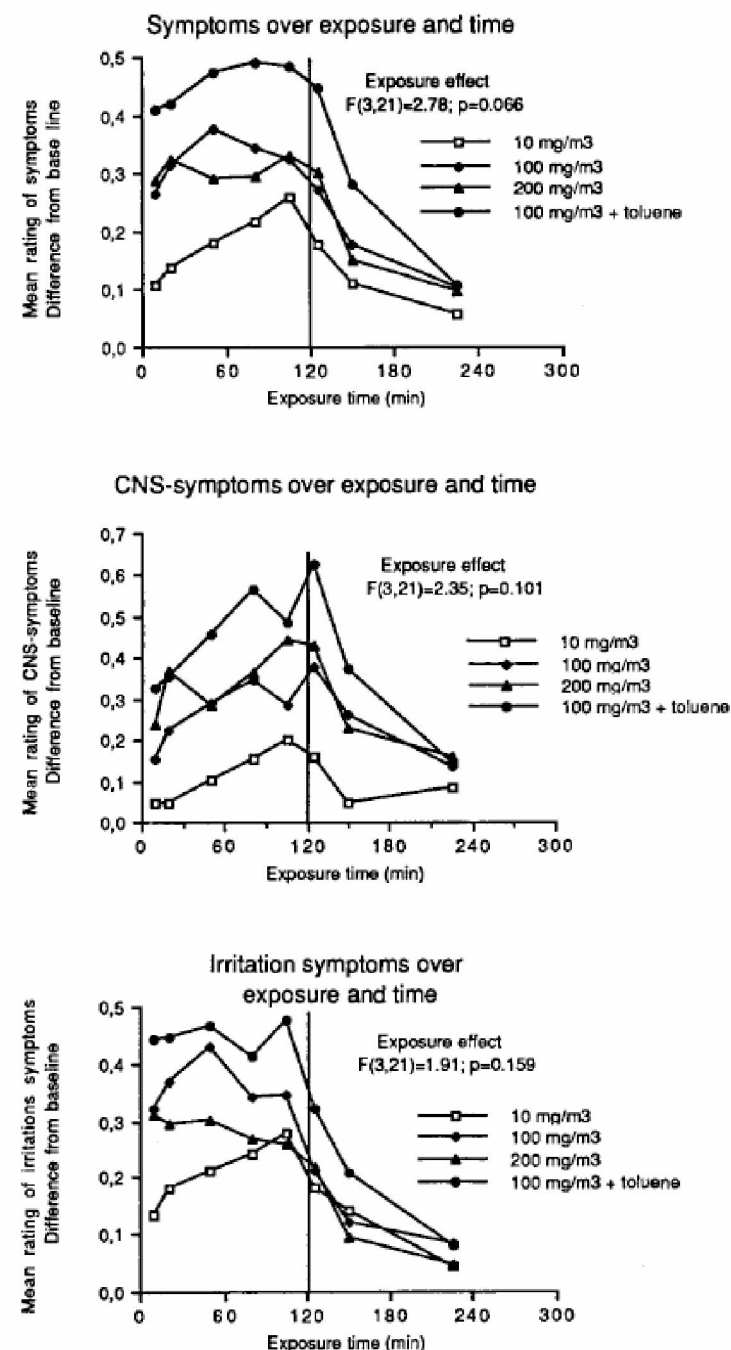 Symptoms over exposure and time
Mean rating of symptoms
Difference from base line
0,5
0,4
0,3
0,2
0,1
0,0
Exposure effect
F(3,21)=2.78; p=0.066
10 mg/m3
100 mg/m3
200 mg/m3
100 mg/m3 + toluene
0 60 120 180 240 300
Exposure time (min)
CNS-symptoms over exposure and time
Mean rating of CNS-symptoms
Difference from baseline
0,7
0,6
0,5
0,4
0,3
0,2
0,1
0,0
Exposure effect
F(3,21)=2.35; p=0.101
10 mg/m3
100 mg/m3
200 mg/m3
100 mg/m3 + toluene
0 60 120 180 240 300
Exposure time (min)
Irritation symptoms over
exposure and time
Mean rating of irritations symptoms
Difference from baseline
0,5
0,4
0,3
0,2
0,1
0,0
Exposure effect
F(3,21)=1.91; p=0.159
10 mg/m3
100 mg/m3
200 mg/m3
100 mg/m3 + toluene
0 60 120 180 240 300
Exposure time (min)